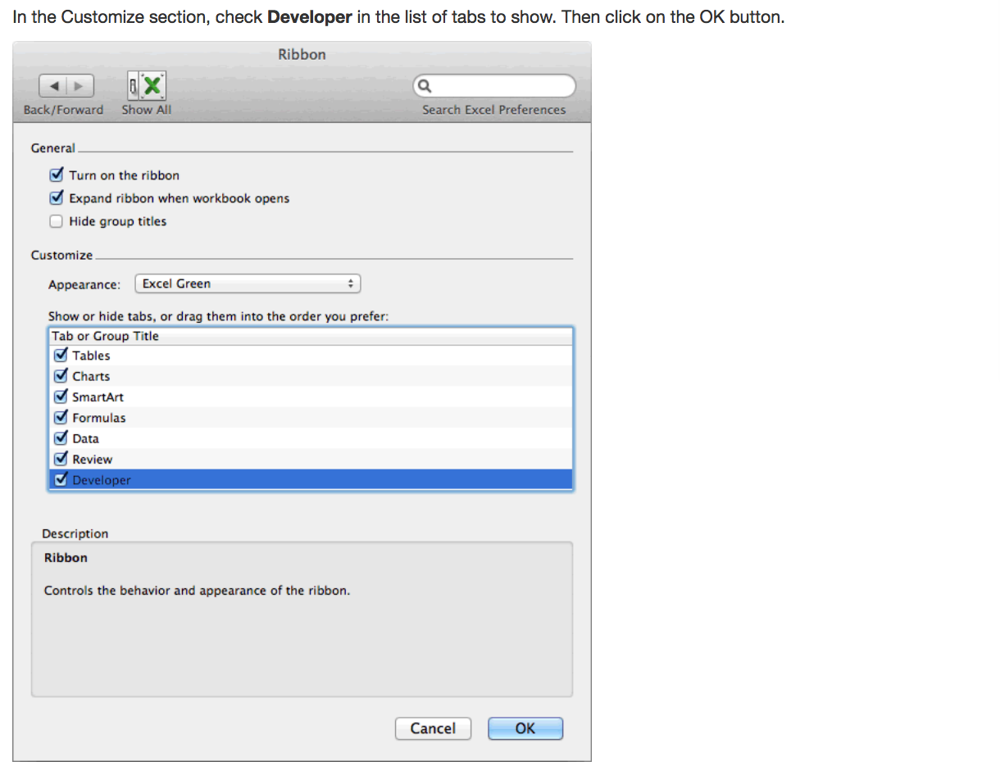 In the Customize section, check Developer in the list of tabs to show. Then click on the OK button.
Ribbon
Back/Forward
Show All
Search Excel Preferences
General
Turn on the ribbon
Expand ribbon when workbook opens
Hide group titles
Customize
Appearance: Excel Green
Show or hide tabs, or drag them into the order you prefer:
Tab or Group Title
Tables
Charts
SmartArt
Formulas
Data
Review
Developer
Description
Ribbon
Controls the behavior and appearance of the ribbon.
Cancel
OK